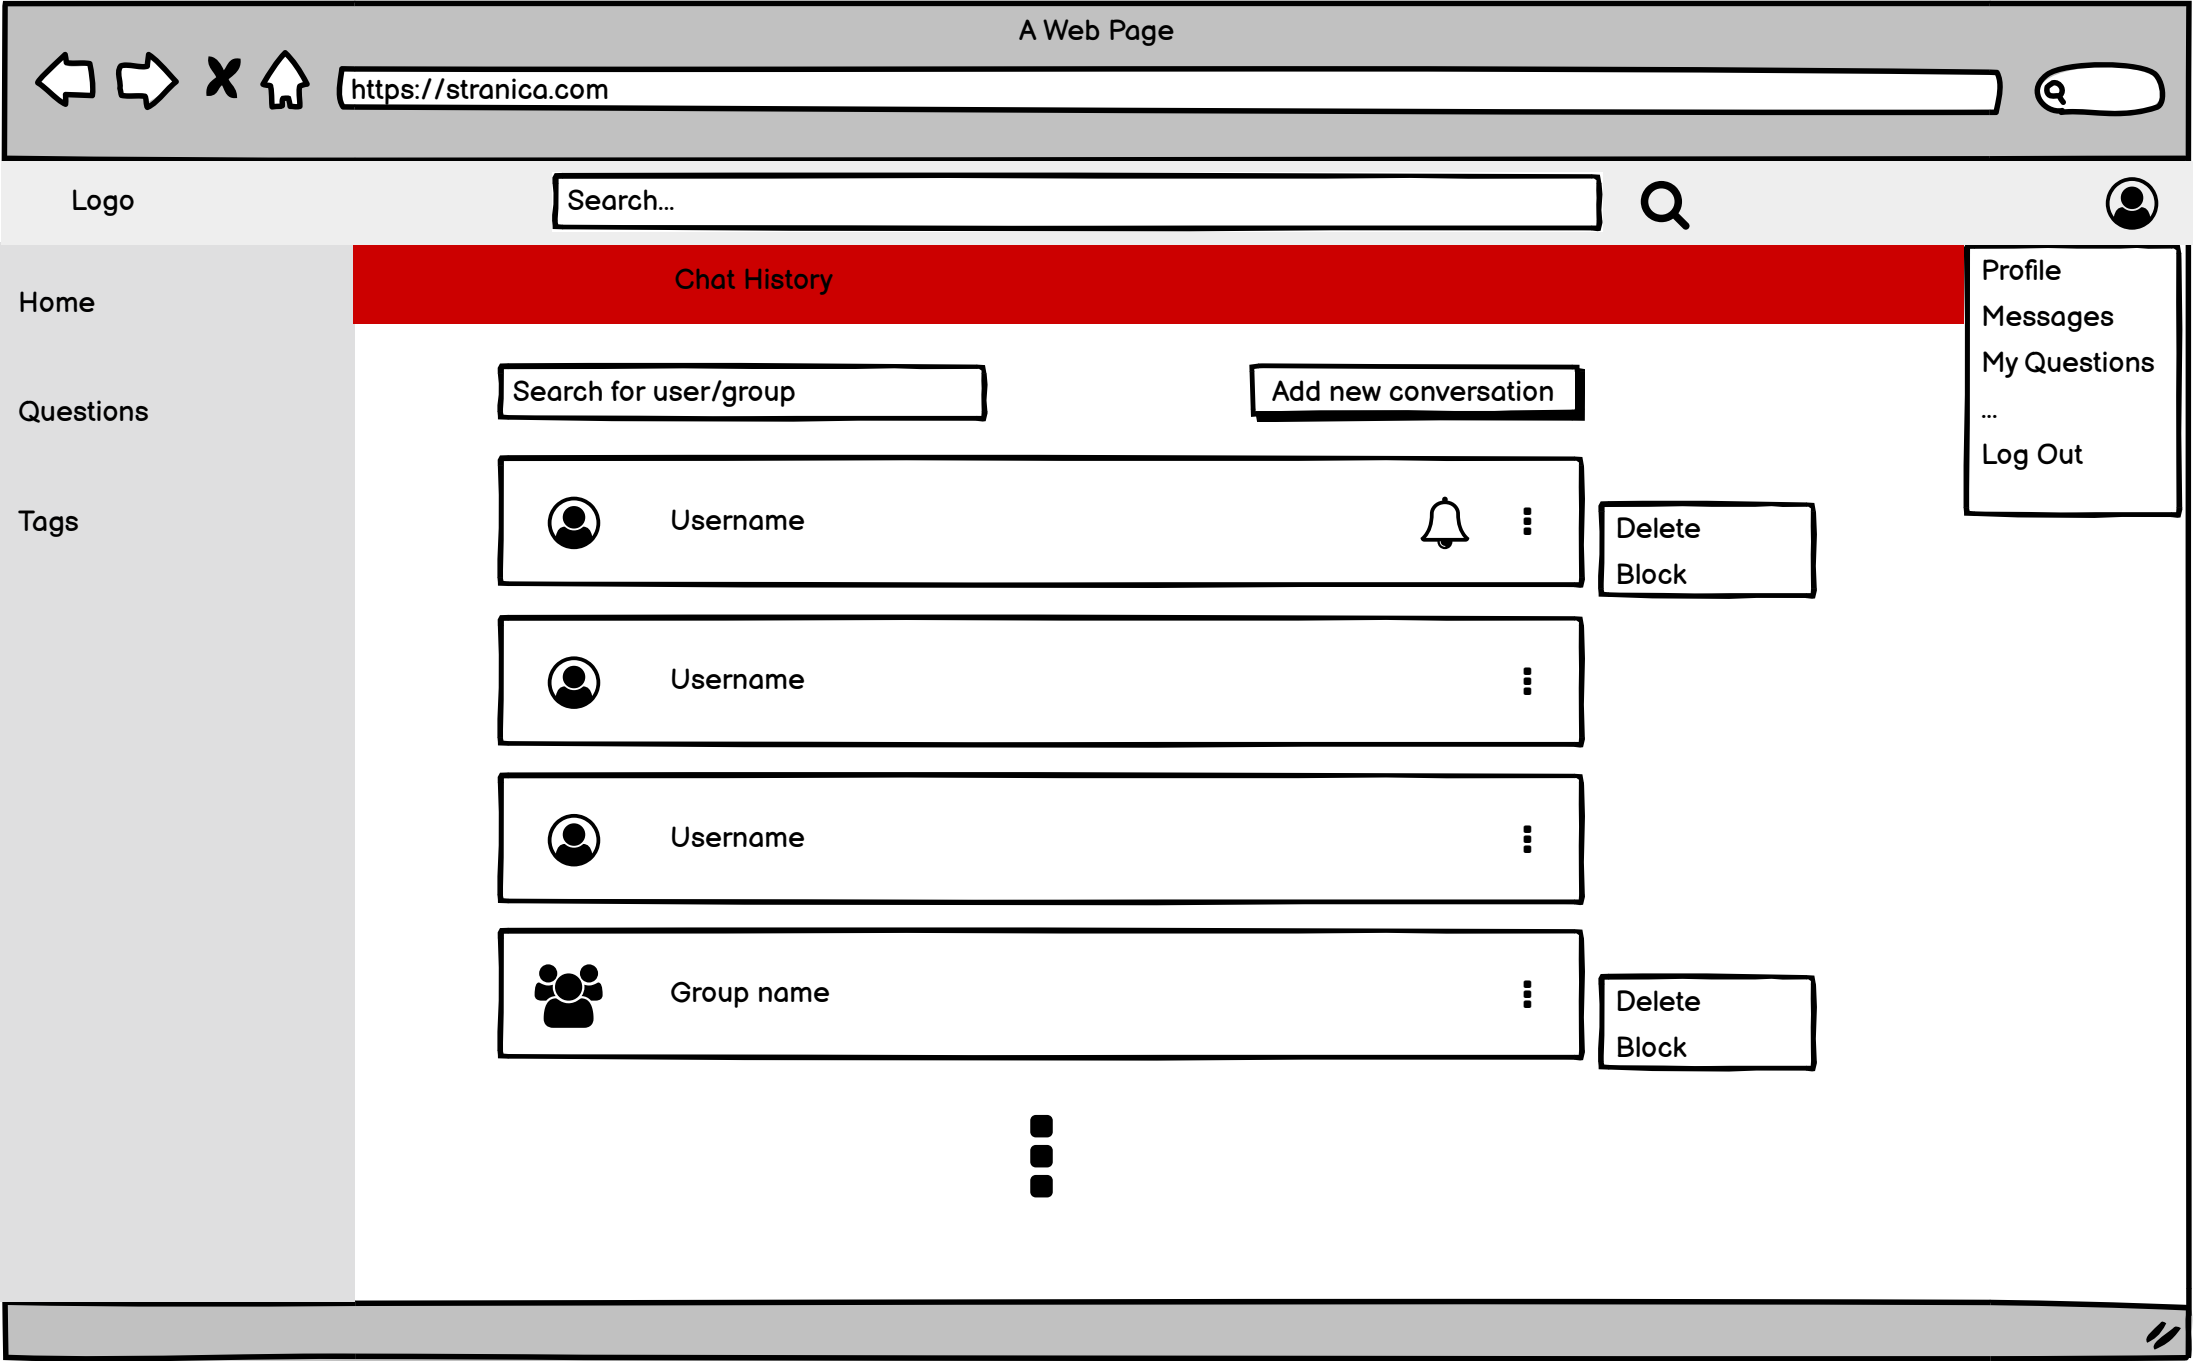 A Web Page
https://stranica.com
Logo
Search...
Chat History
Home
Questions
Tags
Profile
Messages
My Questions
...
Log Out
Search for user/group
Add new conversation
Username
Delete
Block
Username
Username
Group name
Delete
Block